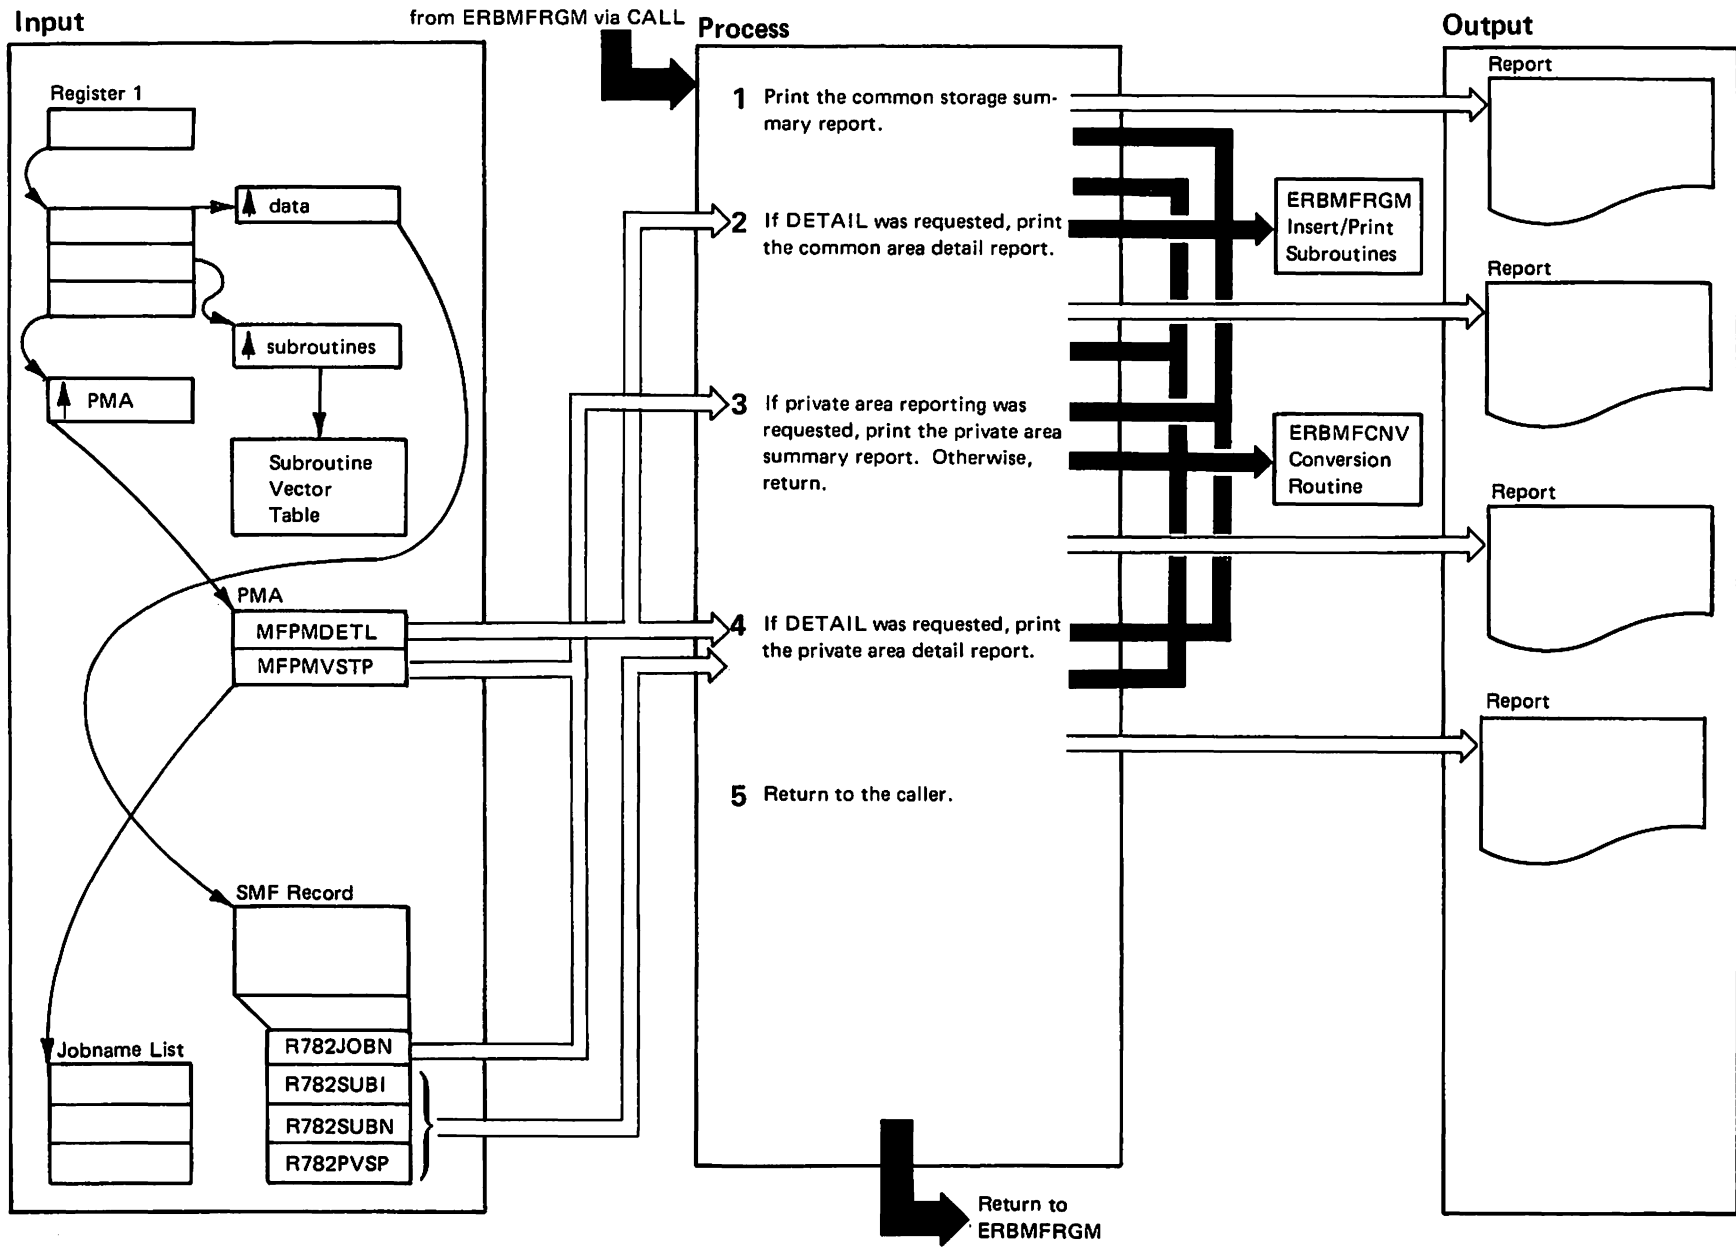 Input
from ERBMFRGM via CALL
Process
Output
Register 1
data
subroutines
PMA
Subroutine
Vector
Table
PMA
MFPMDETL
MFPMVSTP
SMF Record
R782JOBN
R782SUBI
R782SUBN
R782PVSP
Jobname List
1 Print the common storage sum-
mary report.
2 If DETAIL was requested, print
the common area detail report.
3 If private area reporting was
requested, print the private area
summary report. Otherwise,
return.
4 If DETAIL was requested, print
the private area detail report.
5 Return to the caller.
Return to
ERBMFRGM
ERBMFRGM
Insert/Print
Subroutines
ERBMFCNV
Conversion
Routine
Report
Report
Report
Report